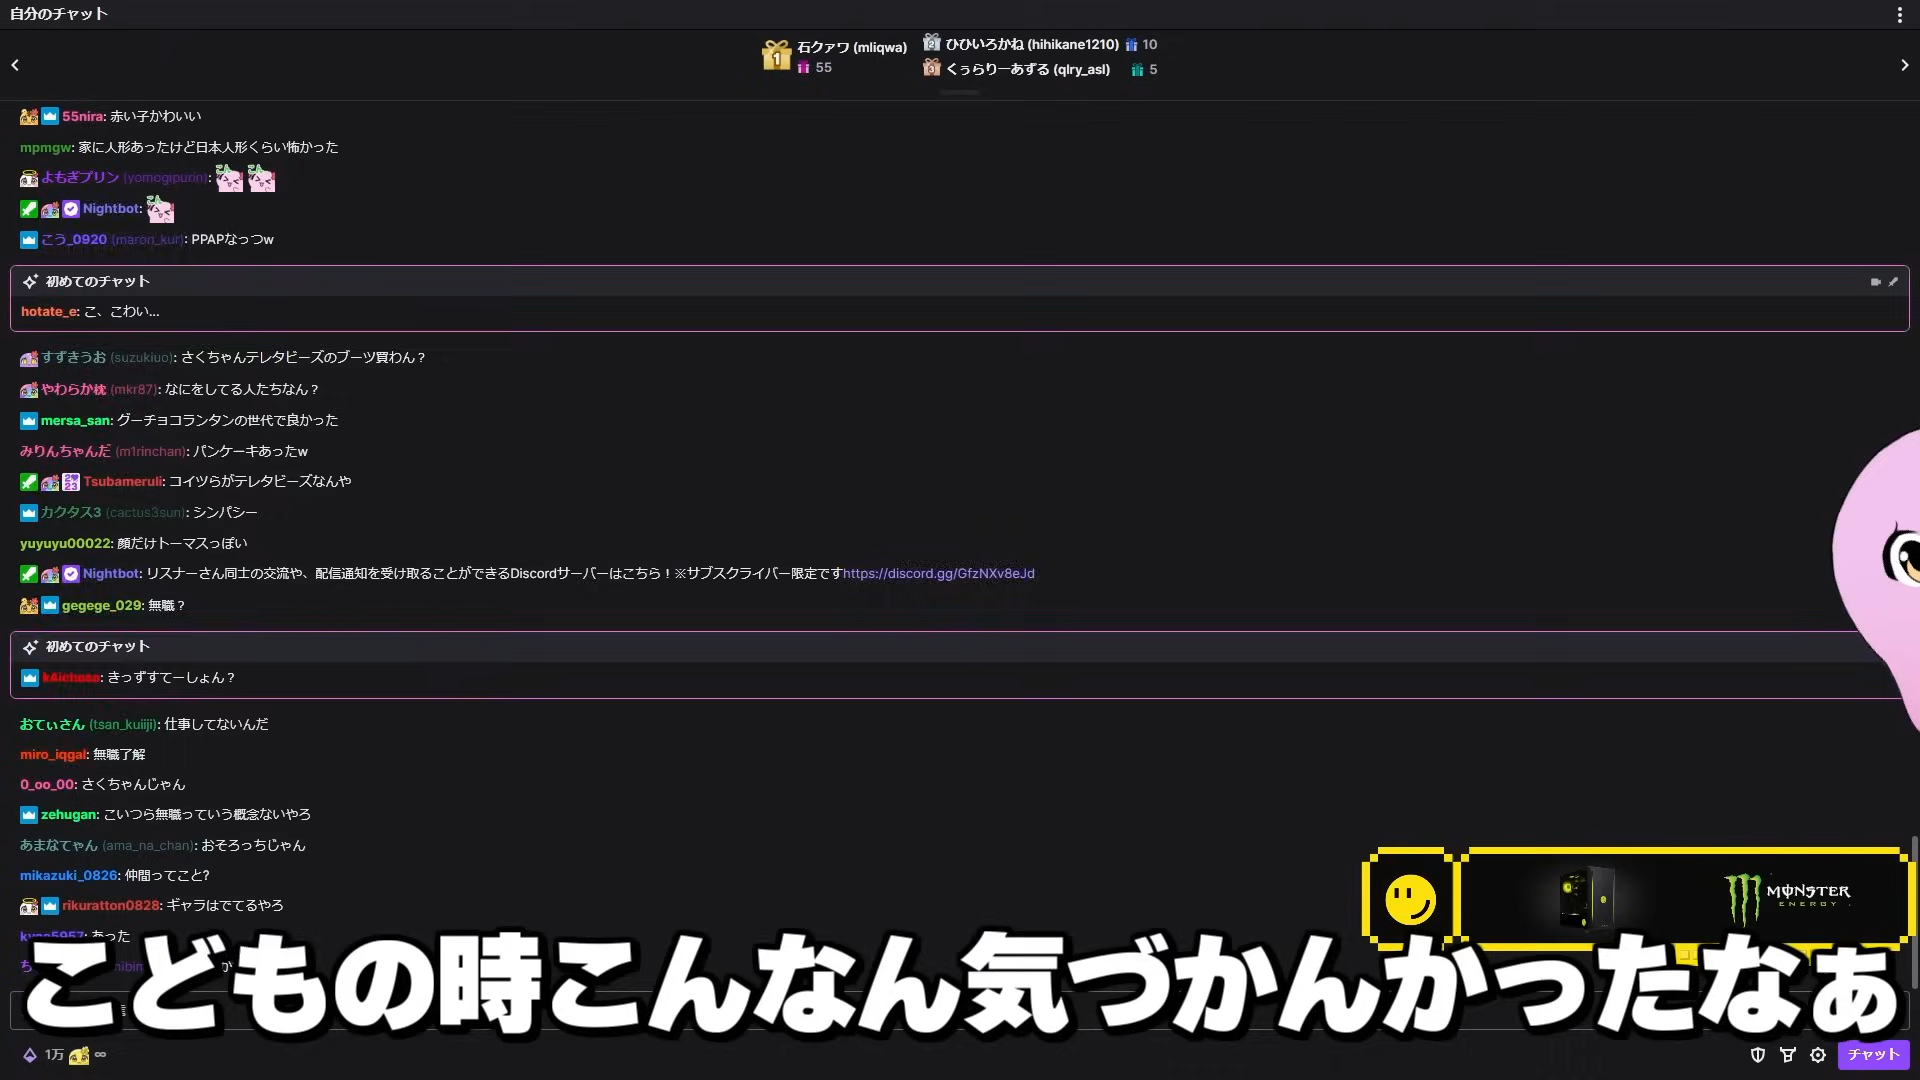 自分のチャット
石クァワ (mliqwa)
55
ひひいろかね (hihikane1210) 10
くぅらりーあずる (qlry_asl) 5
55nira: 赤い子かわいい
mpmgw: 家に人形あったけど日本人形くらい怖かった
よもぎプリン (yomogipurin):
Nightbot:
こう_0920 (maron_kur): PPAPなっつw
初めてのチャット
hotate_e: こ、こわい...
すずきうお (suzukiuo): さくちゃんテレタビーズのブーツ買わん？
やわらか枕 (mkr87): なにをしてる人たちなん？
mersa_san: グーチョコランタンの世代で良かった
みりんちゃんだ (m1rinchan): パンケーキあったw
Tsubameruli: コイツらがテレタビーズなんや
カクタス3 (cactus3sun): シンパシー
yuyuyu00022: 顔だけトーマスっぽい
Nightbot: リスナーさん同士の交流や、配信通知を受け取ることができるDiscordサーバーはこちら！※サブスクライバー限定ですhttps://discord.gg/GfzNXv8eJd
gegege_029: 無職？
初めてのチャット
: きっずすてーしょん？
おてぃさん (tsan_kuiiji): 仕事してないんだ
miro_iqgal: 無職了解
0_oo_00: さくちゃんじゃん
zehugan: こいつら無職っていう概念ないやろ
あまなてゃん (ama_na_chan): おそろっちじゃん
mikazuki_0826: 仲間ってこと?
rikuratton0828: ギャラはでてるやろ
MONSTER
ENERGY
あった
こどもの時こんなん気づかんかったなぁ
1万 ∞
チャット